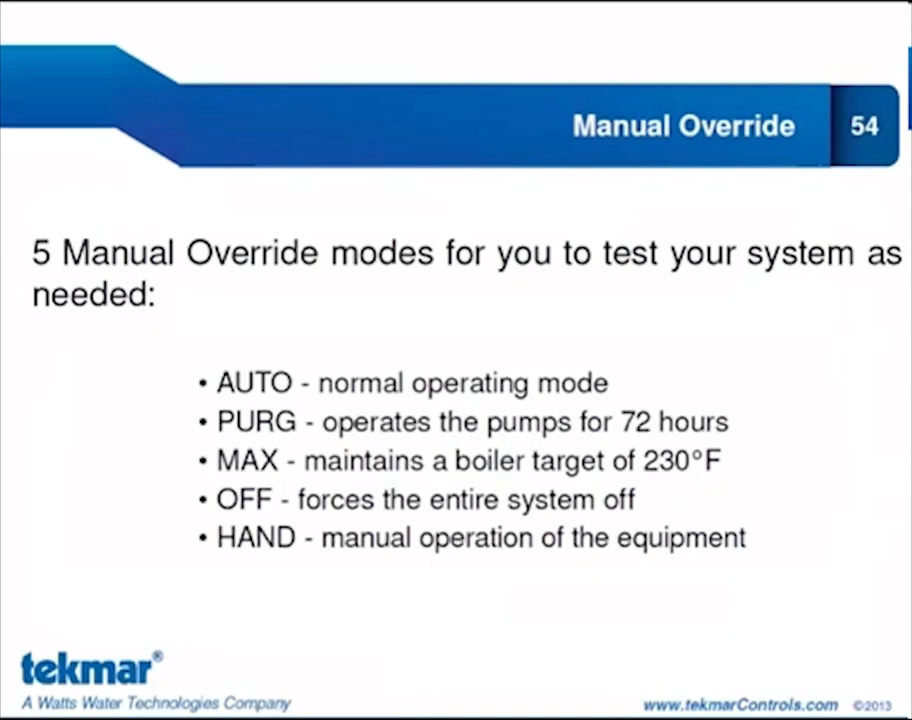 Manual Override
54
5 Manual Override modes for you to test your system as
needed:
• AUTO - normal operating mode
• PURG - operates the pumps for 72 hours
• MAX - maintains a boiler target of 230°F
• OFF - forces the entire system off
• HAND - manual operation of the equipment
tekmar®
A Watts Water Technologies Company
www.tekmarControls.com ©2013